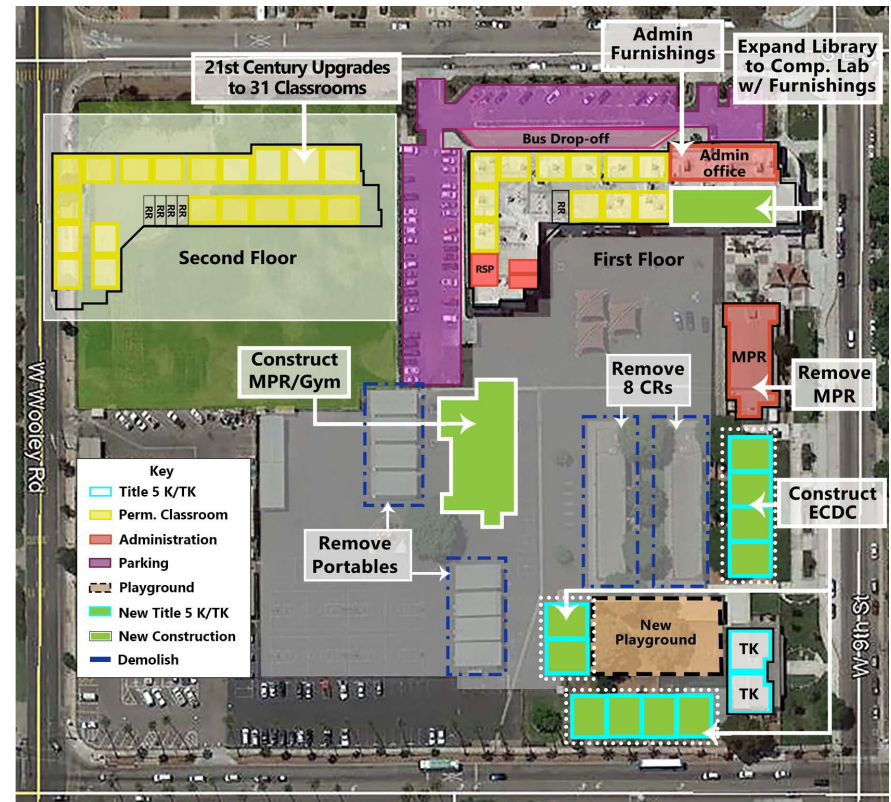 Admin
Furnishings
Expand Library
to Comp. Lab
w/ Furnishings
21st Century Upgrades
to 31 Classrooms
Bus Drop-off
Admin
office
RR
RR
RR
RR
RR
Second Floor
First Floor
RSP
W Wooley Rd
Construct
MPR/Gym
Remove
8 CRs
MPR
Remove
MPR
Key
Title 5 K/TK
Perm. Classroom
Administration
Parking
Playground
New Title 5 K/TK
New Construction
Demolish
Construct
ECDC
Remove
Portables
New
Playground
TK
TK
W 9th St